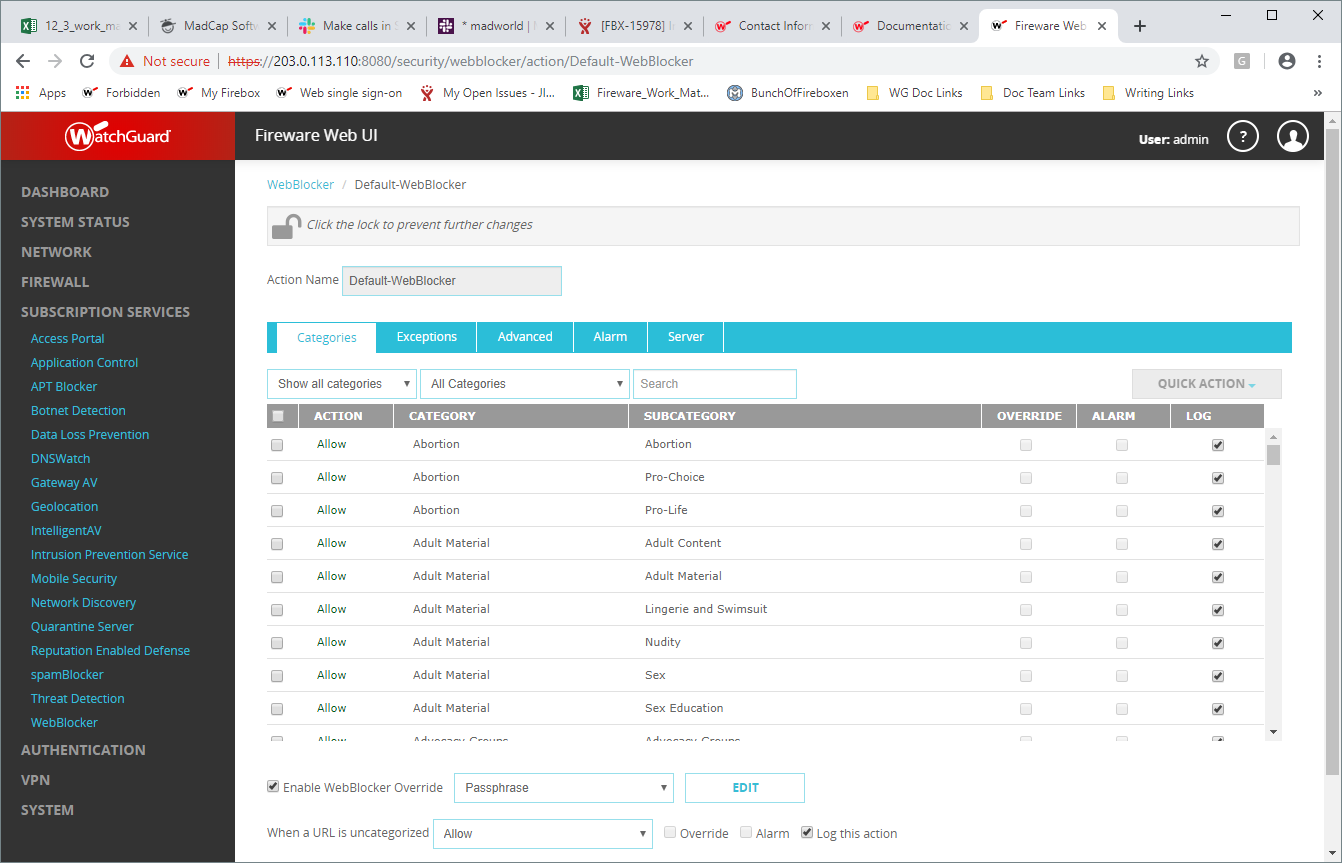 12_3_work_ma
MadCap Softw
Make calls in S
* madworld |
[FBX-15978] I
Contact Inform
Documentatio
Fireware Web
Not secure
https://203.0.113.110:8080/security/webblocker/action/Default-WebBlocker
G
Apps
Forbidden
My Firebox
Web single sign-on
My Open Issues - JI...
Fireware_Work_Mat...
BunchOfFireboxen
WG Doc Links
Doc Team Links
Writing Links
»
WatchGuard
Fireware Web UI
User: admin
?
DASHBOARD
SYSTEM STATUS
NETWORK
FIREWALL
SUBSCRIPTION SERVICES
Access Portal
Application Control
APT Blocker
Botnet Detection
Data Loss Prevention
DNSWatch
Gateway AV
Geolocation
IntelligentAV
Intrusion Prevention Service
Mobile Security
Network Discovery
Quarantine Server
Reputation Enabled Defense
spamBlocker
Threat Detection
WebBlocker
AUTHENTICATION
VPN
SYSTEM
WebBlocker / Default-WebBlocker
Click the lock to prevent further changes
Action Name Default-WebBlocker
Categories Exceptions Advanced Alarm Server
Show all categories All Categories Search QUICK ACTION
ACTION CATEGORY SUBCATEGORY OVERRIDE ALARM LOG
Allow Abortion Abortion
Allow Abortion Pro-Choice
Allow Abortion Pro-Life
Allow Adult Material Adult Content
Allow Adult Material Adult Material
Allow Adult Material Lingerie and Swimsuit
Allow Adult Material Nudity
Allow Adult Material Sex
Allow Adult Material Sex Education
Allow Advocacy Groups Advocacy Groups
Enable WebBlocker Override Passphrase EDIT
When a URL is uncategorized Allow Override Alarm Log this action